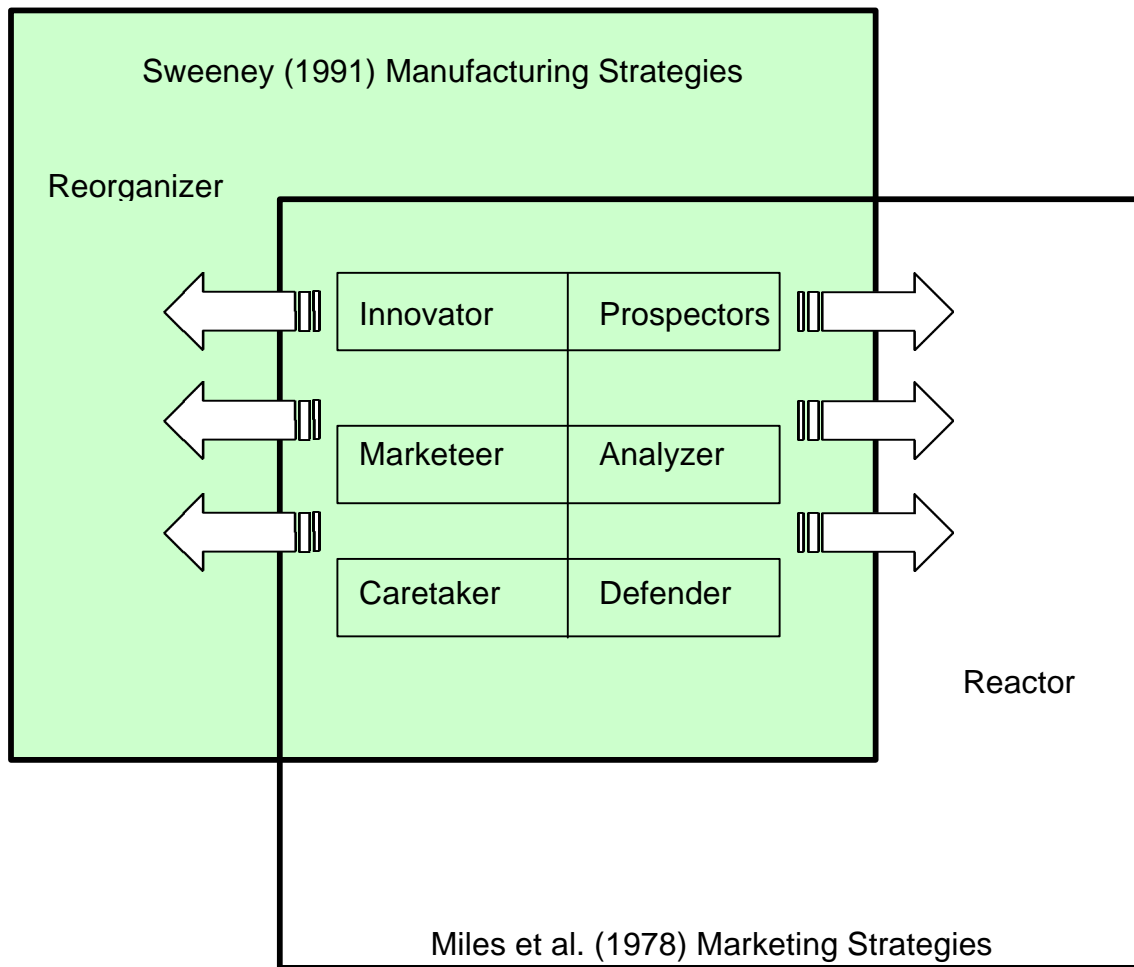 Sweeney (1991) Manufacturing Strategies
Reorganizer
Innovator Prospectors
Marketeer Analyzer
Caretaker Defender
Reactor
Miles et al. (1978) Marketing Strategies